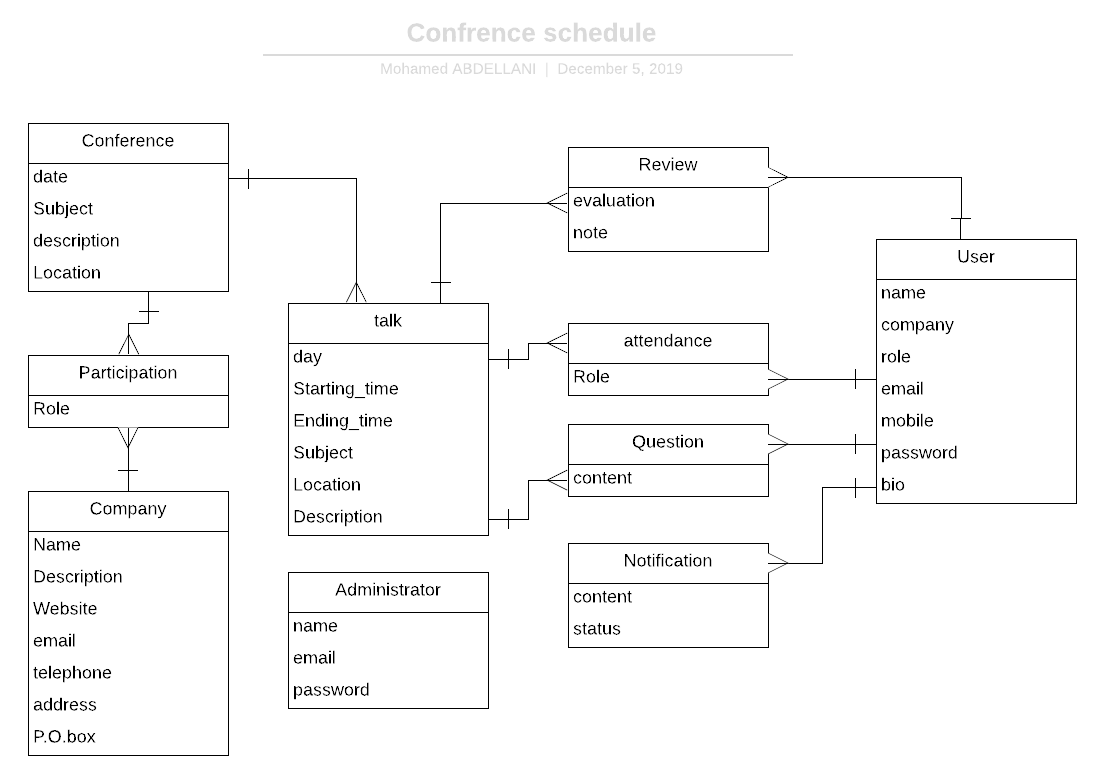 Confrence schedule
Mohamed ABDELLANI | December 5, 2019
Conference
date
Subject
description
Location
Participation
Role
Company
Name
Description
Website
email
telephone
address
P.O.box
talk
day
Starting_time
Ending_time
Subject
Location
Description
Administrator
name
email
password
Review
evaluation
note
attendance
Role
Question
content
Notification
content
status
User
name
company
role
email
mobile
password
bio